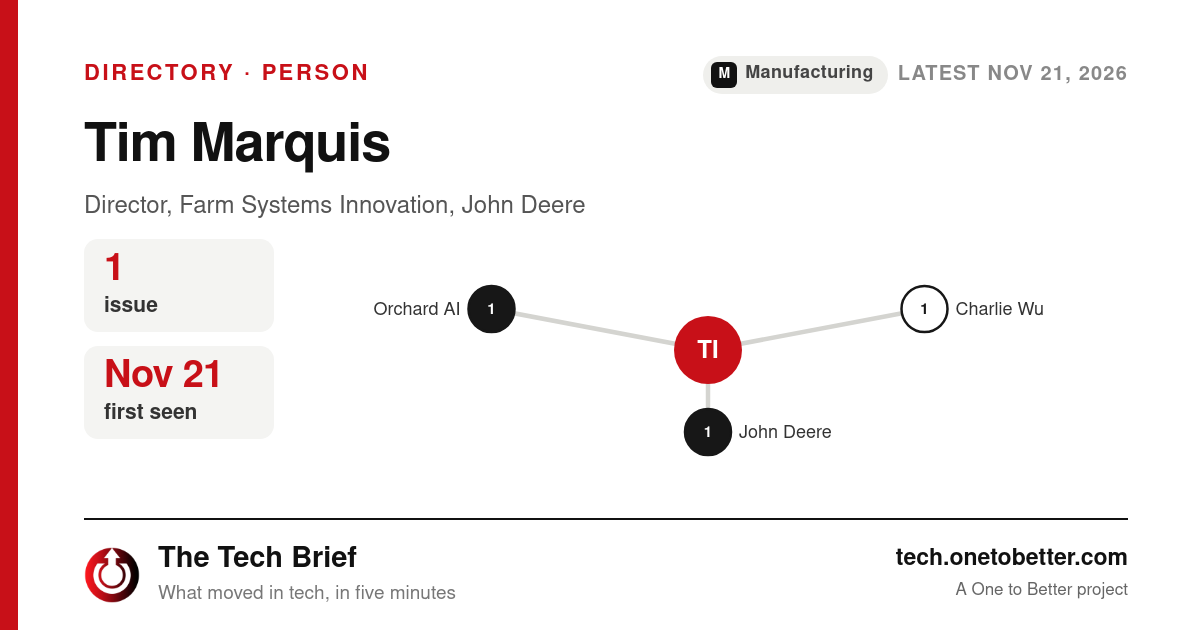 DIRECTORY · PERSON
M Manufacturing
LATEST NOV 21, 2026
Tim Marquis
Director, Farm Systems Innovation, John Deere
1
issue
Nov 21
first seen
Orchard AI
1
TI
1
Charlie Wu
1
John Deere
The Tech Brief
What moved in tech, in five minutes
tech.onetobetter.com
A One to Better project